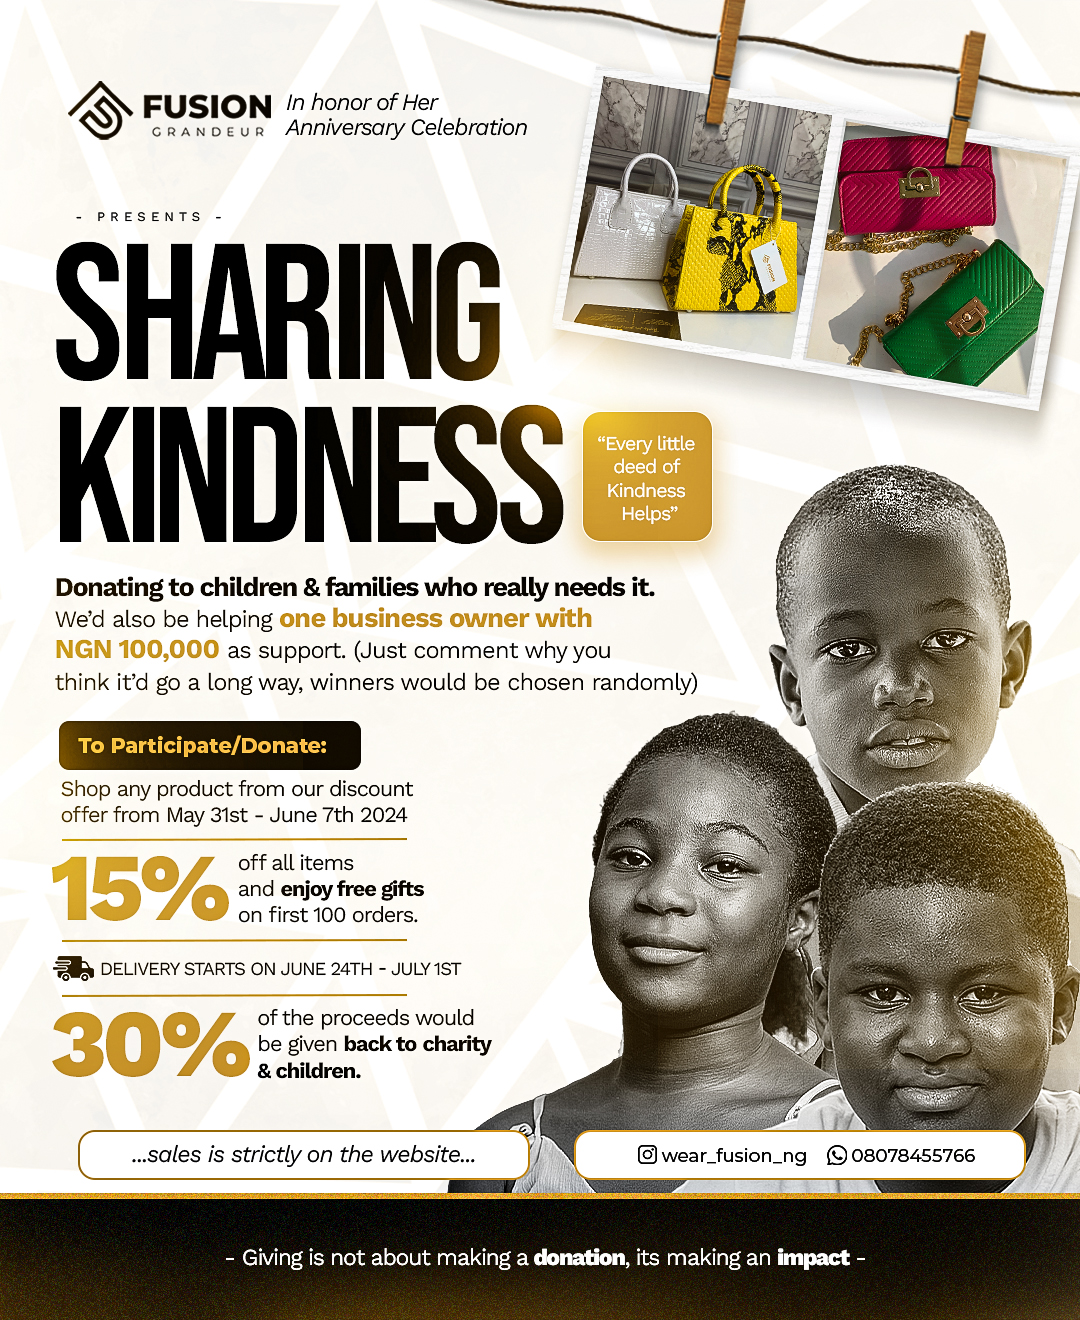 FUSION
GRANDEUR
In honor of Her
Anniversary Celebration
- PRESENTS -
SHARING
KINDNESS
“Every little
deed of
Kindness
Helps”
Donating to children & families who really needs it.
We’d also be helping one business owner with
NGN 100,000 as support. (Just comment why you
think it’d go a long way, winners would be chosen randomly)
To Participate/Donate:
Shop any product from our discount
offer from May 31st - June 7th 2024
15% off all items
and enjoy free gifts
on first 100 orders.
DELIVERY STARTS ON JUNE 24TH - JULY 1ST
30% of the proceeds would
be given back to charity
& children.
...sales is strictly on the website...
wear_fusion_ng 08078455766
- Giving is not about making a donation, its making an impact -